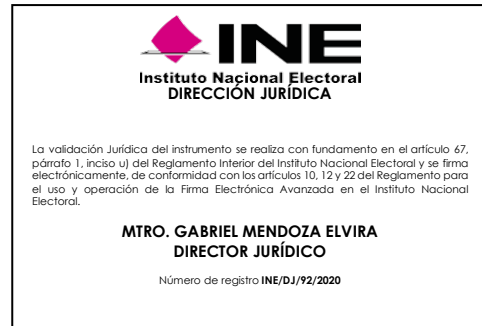 INE
Instituto Nacional Electoral
DIRECCIÓN JURÍDICA
La validación Jurídica del instrumento se realiza con fundamento en el artículo 67,
párrafo 1, inciso u) del Reglamento Interior del Instituto Nacional Electoral y se firma
electrónicamente, de conformidad con los artículos 10, 12 y 22 del Reglamento para
el uso y operación de la Firma Electrónica Avanzada en el Instituto Nacional
Electoral.
MTRO. GABRIEL MENDOZA ELVIRA
DIRECTOR JURÍDICO
Número de registro INE/DJ/92/2020